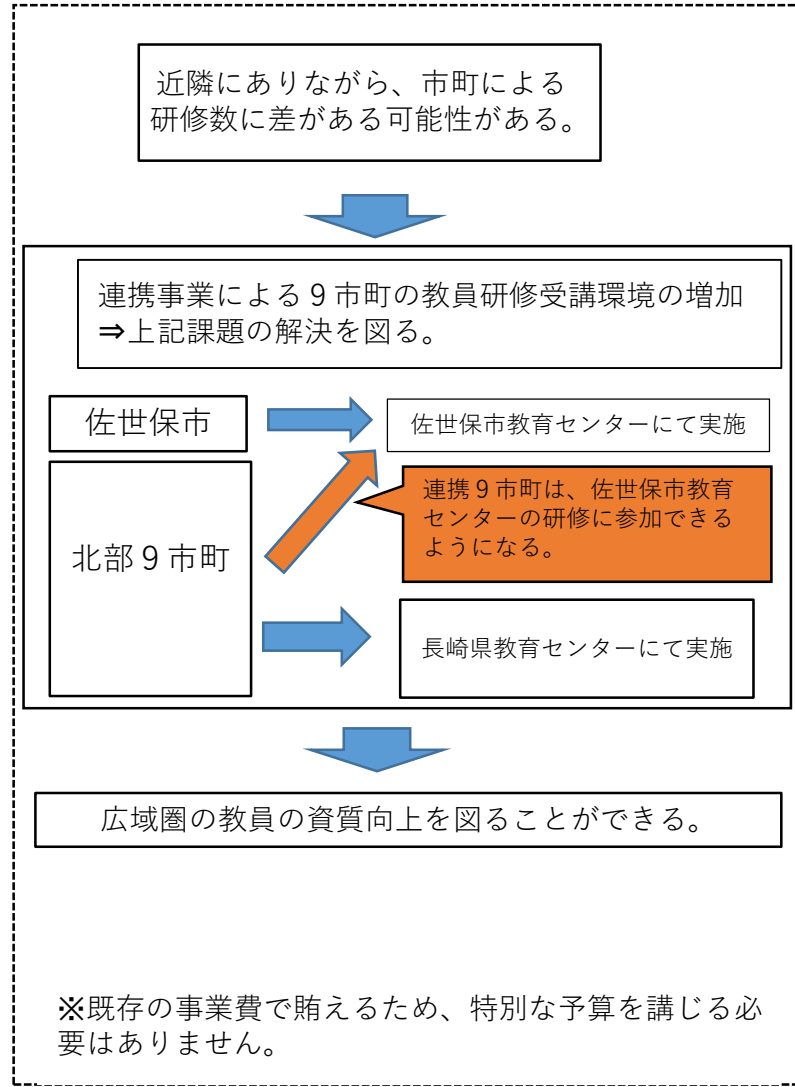 近隣にありながら、市町による
研修数に差がある可能性がある。
連携事業による９市町の教員研修受講環境の増加
⇒上記課題の解決を図る。
佐世保市
佐世保市教育センターにて実施
連携９市町は、佐世保市教育
センターの研修に参加できる
ようになる。
北部９市町
長崎県教育センターにて実施
広域圏の教員の資質向上を図ることができる。
※既存の事業費で賄えるため、特別な予算を講じる必
要はありません。